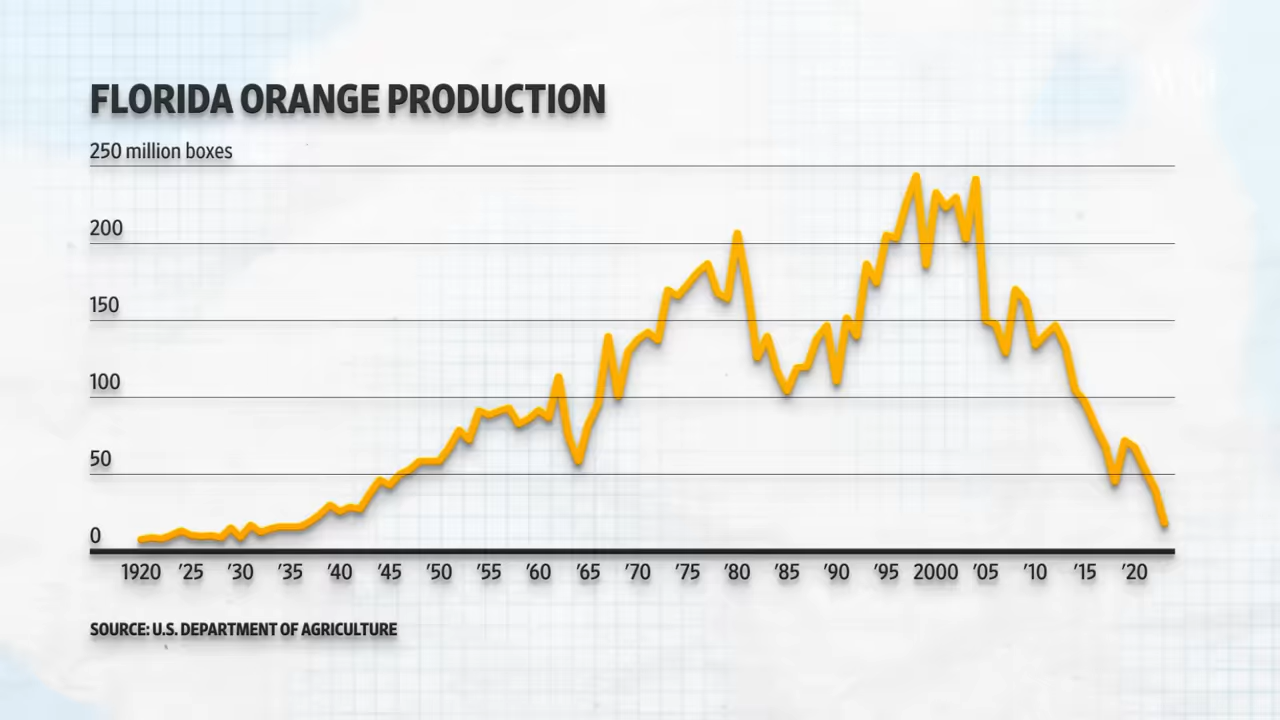 FLORIDA ORANGE PRODUCTION
250 million boxes
200
150
100
50
0
1920 ’25 ’30 ’35 ’40 ’45 ’50 ’55 ’60 ’65 ’70 ’75 ’80 ’85 ’90 ’95 2000 ’05 ’10 ’15 ’20
SOURCE: U.S. DEPARTMENT OF AGRICULTURE